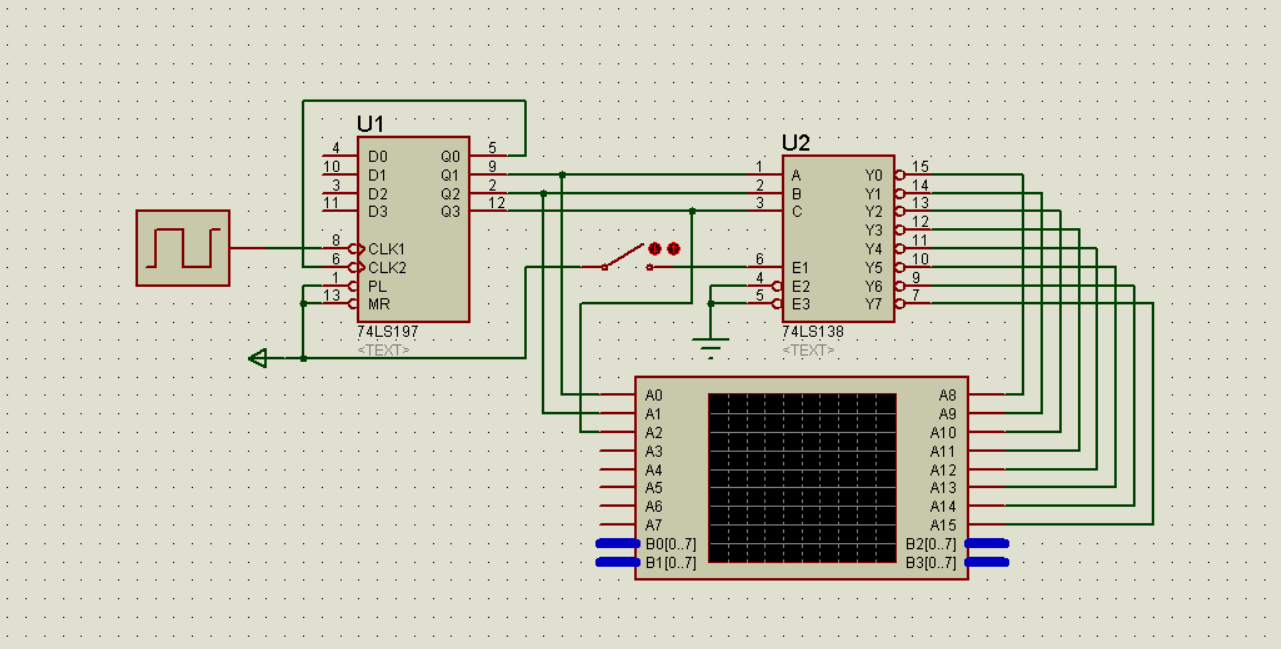 U1
4 D0 Q0 5
10 D1 Q1 9
3 D2 Q2 2
11 D3 Q3 12
8 CLK1
6 CLK2
1 PL
13 MR
74LS197
<TEXT>
U2
1 A Y0 15
2 B Y1 14
3 C Y2 13
Y3 12
Y4 11
6 E1 Y5 10
4 E2 Y6 9
5 E3 Y7 7
74LS138
<TEXT>
A0 A8
A1 A9
A2 A10
A3 A11
A4 A12
A5 A13
A6 A14
A7 A15
B0[0..7] B2[0..7]
B1[0..7] B3[0..7]